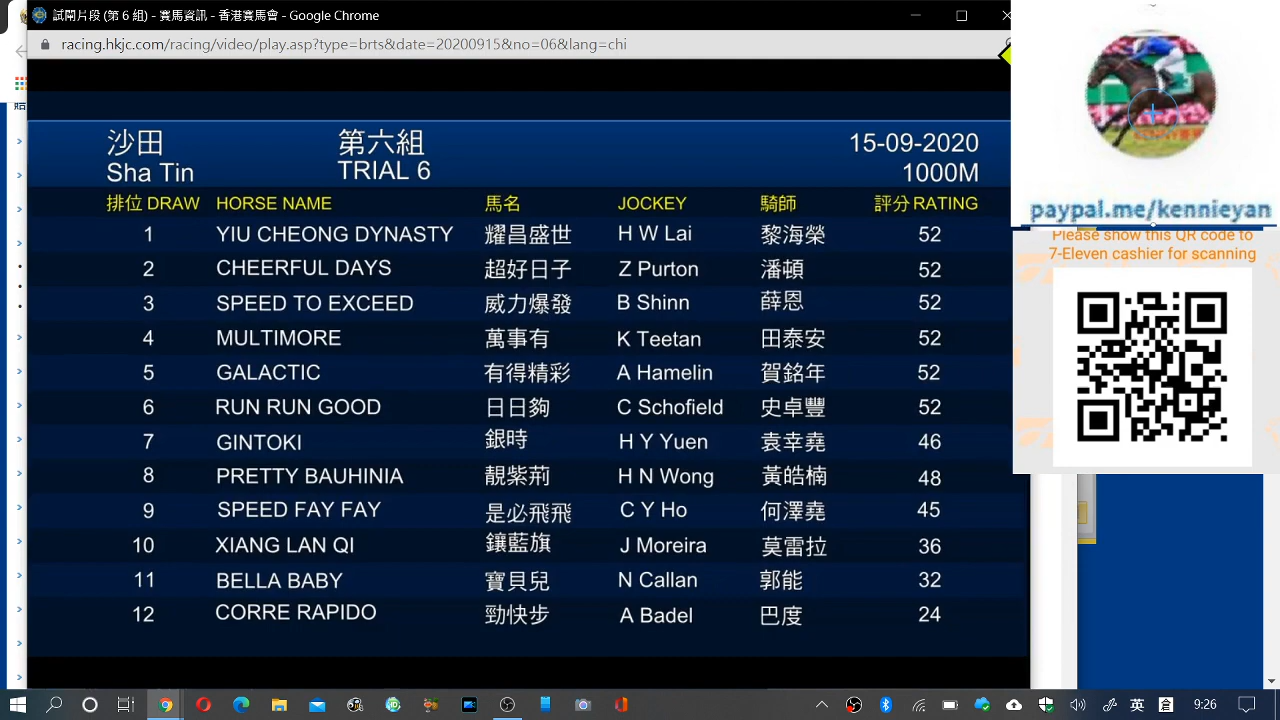 試閘片段 (第 6 組) - 賽馬資訊 - 香港賽馬會 - Google Chrome
racing.hkjc.com/racing/video/play.asp?type=brts&date=20200915&no=06&lang=chi
沙田 第六組 15-09-2020
Sha Tin TRIAL 6 1000M
排位 DRAW HORSE NAME 馬名 JOCKEY 騎師 評分 RATING
1 YIU CHEONG DYNASTY 耀昌盛世 H W Lai 黎海榮 52
2 CHEERFUL DAYS 超好日子 Z Purton 潘頓 52
3 SPEED TO EXCEED 威力爆發 B Shinn 薛恩 52
4 MULTIMORE 萬事有 K Teetan 田泰安 52
5 GALACTIC 有得精彩 A Hamelin 賀銘年 52
6 RUN RUN GOOD 日日夠 C Schofield 史卓豐 52
7 GINTOKI 銀時 H Y Yuen 袁幸堯 46
8 PRETTY BAUHINIA 靚紫荊 H N Wong 黃皓楠 48
9 SPEED FAY FAY 是必飛飛 C Y Ho 何澤堯 45
10 XIANG LAN QI 鑲藍旗 J Moreira 莫雷拉 36
11 BELLA BABY 寶貝兒 N Callan 郭能 32
12 CORRE RAPIDO 勁快步 A Badel 巴度 24
paypal.me/kennieyan
Please show this QR code to
7-Eleven cashier for scanning
英 9:26